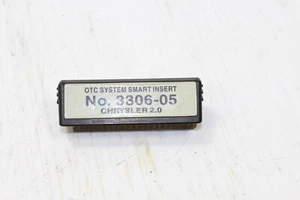 OTC SYSTEM SMART INSERT
No. 3306-05
CHRYSLER 2.0